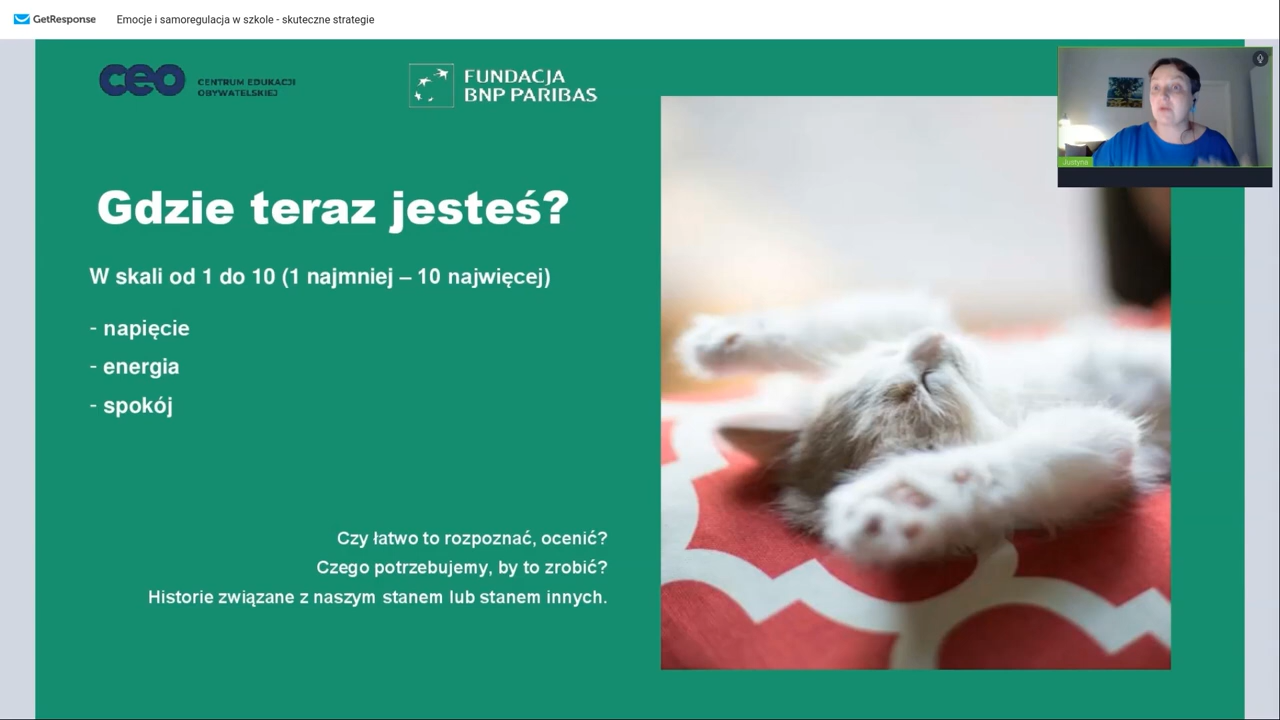 GetResponse
Emocje i samoregulacja w szkole - skuteczne strategie
ceo CENTRUM EDUKACJI
OBYWATELSKIEJ
FUNDACJA
BNP PARIBAS
Justyna
Gdzie teraz jesteś?
W skali od 1 do 10 (1 najmniej – 10 najwięcej)
- napięcie
- energia
- spokój
Czy łatwo to rozpoznać, ocenić?
Czego potrzebujemy, by to zrobić?
Historie związane z naszym stanem lub stanem innych.